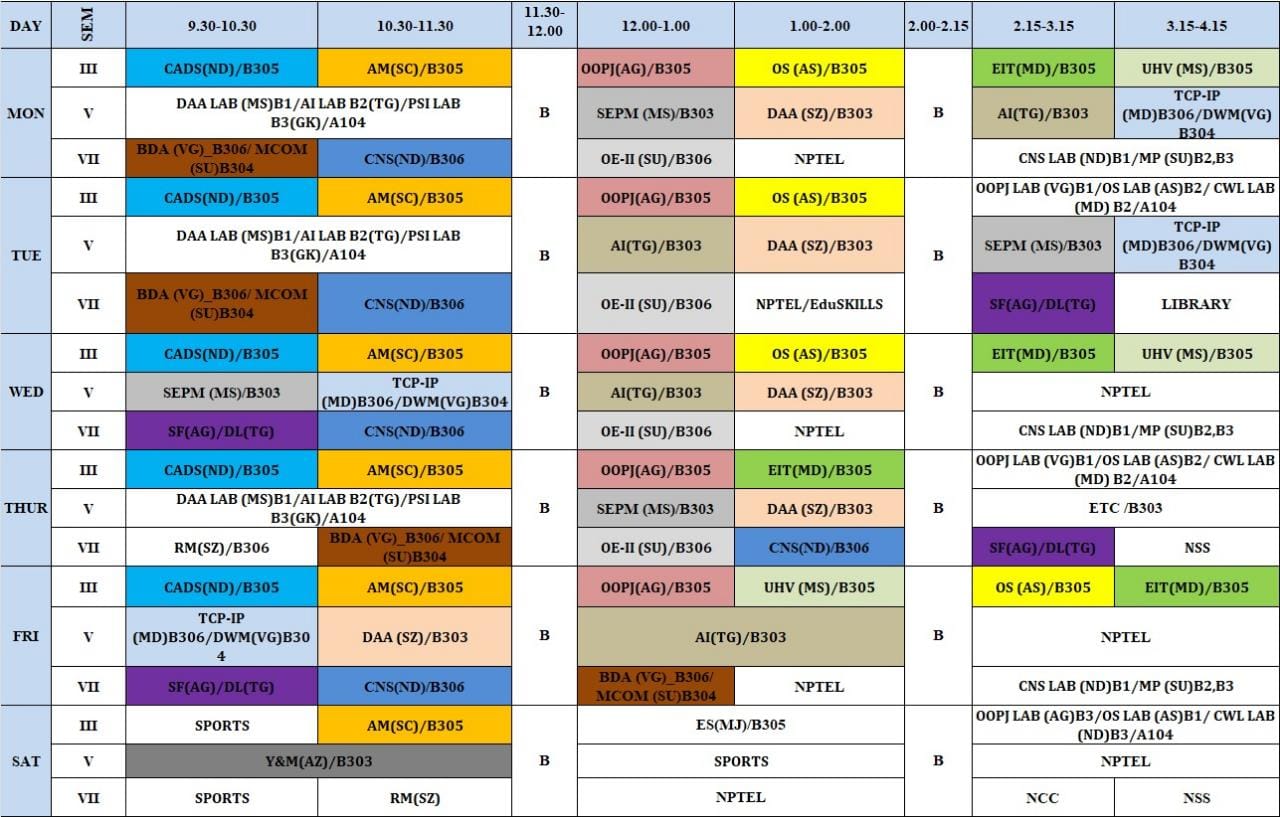 DAY SEM 9.30-10.30 10.30-11.30 11.30-12.00 12.00-1.00 1.00-2.00 2.00-2.15 2.15-3.15 3.15-4.15
MON
III CADS(ND)/B305 AM(SC)/B305 B OOPJ(AG)/B305 OS (AS)/B305 B EIT(MD)/B305 UHV (MS)/B305
V DAA LAB (MS)B1/AI LAB B2(TG)/PSI LAB B3(GK)/A104 SEPM (MS)/B303 DAA (SZ)/B303 AI(TG)/B303 TCP-IP (MD)B306/DWM(VG) B304
VII BDA (VG)_B306/ MCOM (SU)B304 CNS(ND)/B306 OE-II (SU)/B306 NPTEL CNS LAB (ND)B1/MP (SU)B2,B3
TUE
III CADS(ND)/B305 AM(SC)/B305 B OOPJ(AG)/B305 OS (AS)/B305 B OOPJ LAB (VG)B1/OS LAB (AS)B2/ CWL LAB (MD) B2/A104
V DAA LAB (MS)B1/AI LAB B2(TG)/PSI LAB B3(GK)/A104 AI(TG)/B303 DAA (SZ)/B303 SEPM (MS)/B303 TCP-IP (MD)B306/DWM(VG) B304
VII BDA (VG)_B306/ MCOM (SU)B304 CNS(ND)/B306 OE-II (SU)/B306 NPTEL/EduSKILLS SF(AG)/DL(TG) LIBRARY
WED
III CADS(ND)/B305 AM(SC)/B305 B OOPJ(AG)/B305 OS (AS)/B305 B EIT(MD)/B305 UHV (MS)/B305
V SEPM (MS)/B303 TCP-IP (MD)B306/DWM(VG)B304 AI(TG)/B303 DAA (SZ)/B303 NPTEL
VII SF(AG)/DL(TG) CNS(ND)/B306 OE-II (SU)/B306 NPTEL CNS LAB (ND)B1/MP (SU)B2,B3
THUR
III CADS(ND)/B305 AM(SC)/B305 B OOPJ(AG)/B305 EIT(MD)/B305 B OOPJ LAB (VG)B1/OS LAB (AS)B2/ CWL LAB (MD) B2/A104
V DAA LAB (MS)B1/AI LAB B2(TG)/PSI LAB B3(GK)/A104 SEPM (MS)/B303 DAA (SZ)/B303 ETC /B303
VII RM(SZ)/B306 BDA (VG)_B306/ MCOM (SU)B304 OE-II (SU)/B306 CNS(ND)/B306 SF(AG)/DL(TG) NSS
FRI
III CADS(ND)/B305 AM(SC)/B305 B OOPJ(AG)/B305 UHV (MS)/B305 B OS (AS)/B305 EIT(MD)/B305
V TCP-IP (MD)B306/DWM(VG)B30 4 DAA (SZ)/B303 AI(TG)/B303 NPTEL
VII SF(AG)/DL(TG) CNS(ND)/B306 BDA (VG)_B306/ MCOM (SU)B304 NPTEL CNS LAB (ND)B1/MP (SU)B2,B3
SAT
III SPORTS AM(SC)/B305 B ES(MJ)/B305 B OOPJ LAB (AG)B3/OS LAB (AS)B1/ CWL LAB (ND)B3/A104
V Y&M(AZ)/B303 SPORTS NPTEL
VII SPORTS RM(SZ) NPTEL NCC NSS